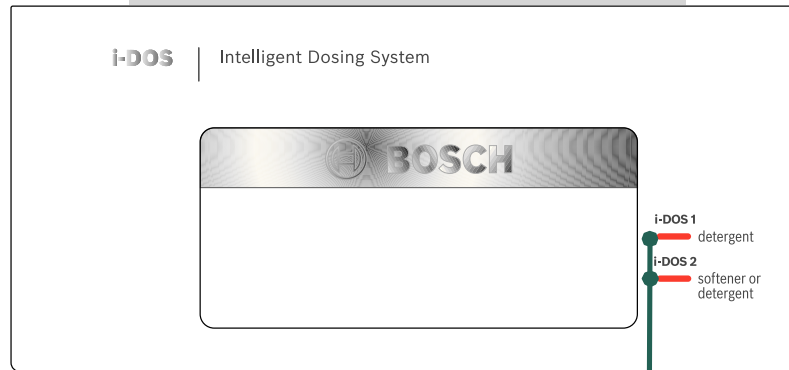 i-DOS
Intelligent Dosing System
BOSCH
i-DOS 1
detergent
i-DOS 2
softener or
detergent